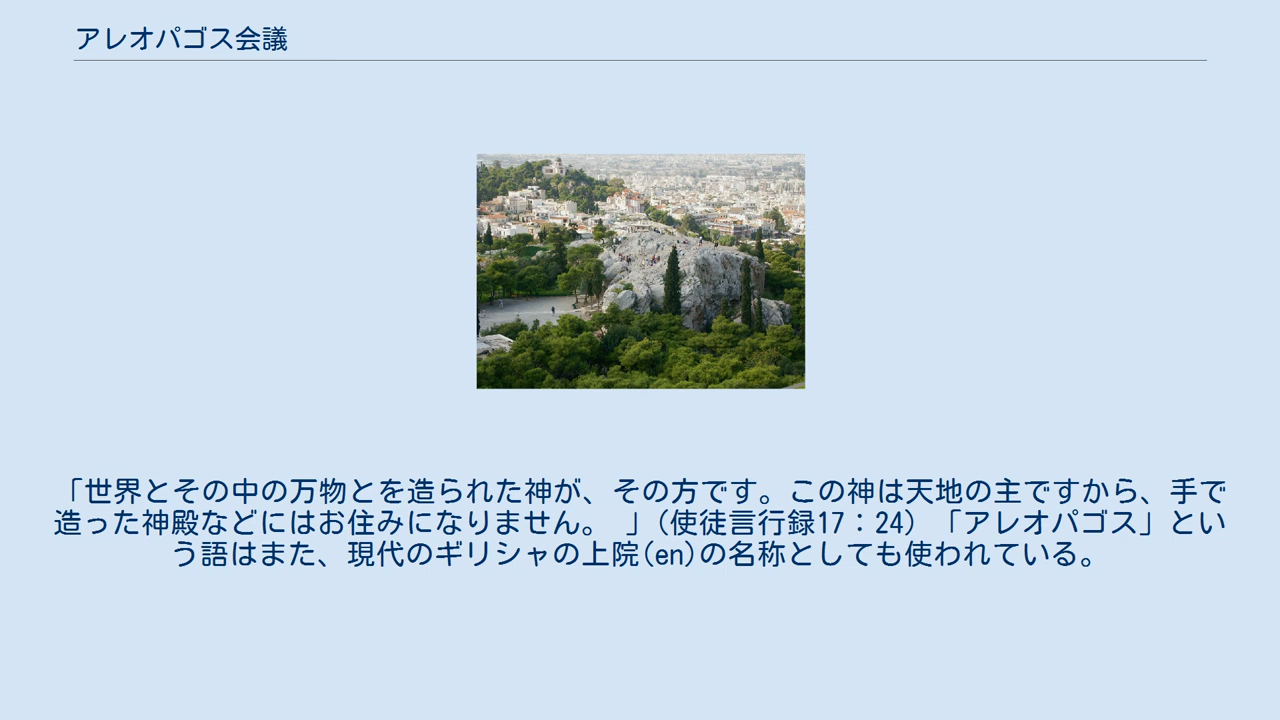 アレオパゴス会議
「世界とその中の万物とを造られた神が、その方です。この神は天地の主ですから、手で
造った神殿などにはお住みになりません。 」(使徒言行録17：24) 「アレオパゴス」とい
う語はまた、現代のギリシャの上院(en)の名称としても使われている。